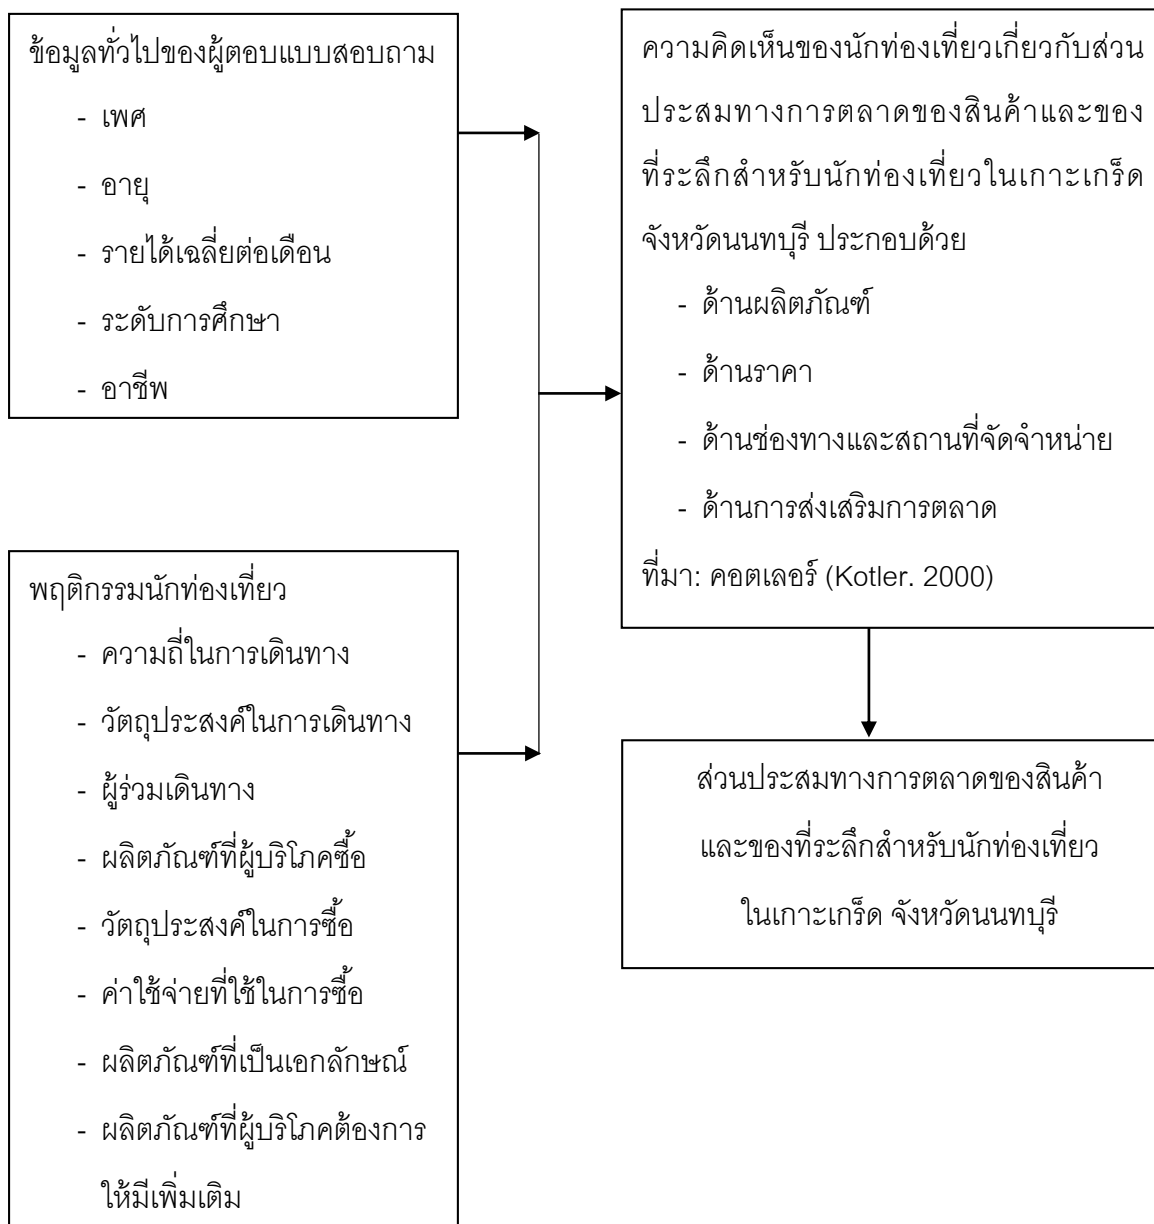 ข้อมูลทั่วไปของผู้ตอบแบบสอบถาม
- เพศ
- อายุ
- รายได้เฉลี่ยต่อเดือน
- ระดับการศึกษา
- อาชีพ
พฤติกรรมนักท่องเที่ยว
- ความถี่ในการเดินทาง
- วัตถุประสงค์ในการเดินทาง
- ผู้ร่วมเดินทาง
- ผลิตภัณฑ์ที่ผู้บริโภคซื้อ
- วัตถุประสงค์ในการซื้อ
- ค่าใช้จ่ายที่ใช้ในการซื้อ
- ผลิตภัณฑ์ที่เป็นเอกลักษณ์
- ผลิตภัณฑ์ที่ผู้บริโภคต้องการ
ให้มีเพิ่มเติม
ความคิดเห็นของนักท่องเที่ยวเกี่ยวกับส่วน
ประสมทางการตลาดของสินค้าและของ
ที่ระลึกสำหรับนักท่องเที่ยวในเกาะเกร็ด
จังหวัดนนทบุรี ประกอบด้วย
- ด้านผลิตภัณฑ์
- ด้านราคา
- ด้านช่องทางและสถานที่จัดจำหน่าย
- ด้านการส่งเสริมการตลาด
ที่มา: คอตเลอร์ (Kotler. 2000)
ส่วนประสมทางการตลาดของสินค้า
และของที่ระลึกสำหรับนักท่องเที่ยว
ในเกาะเกร็ด จังหวัดนนทบุรี